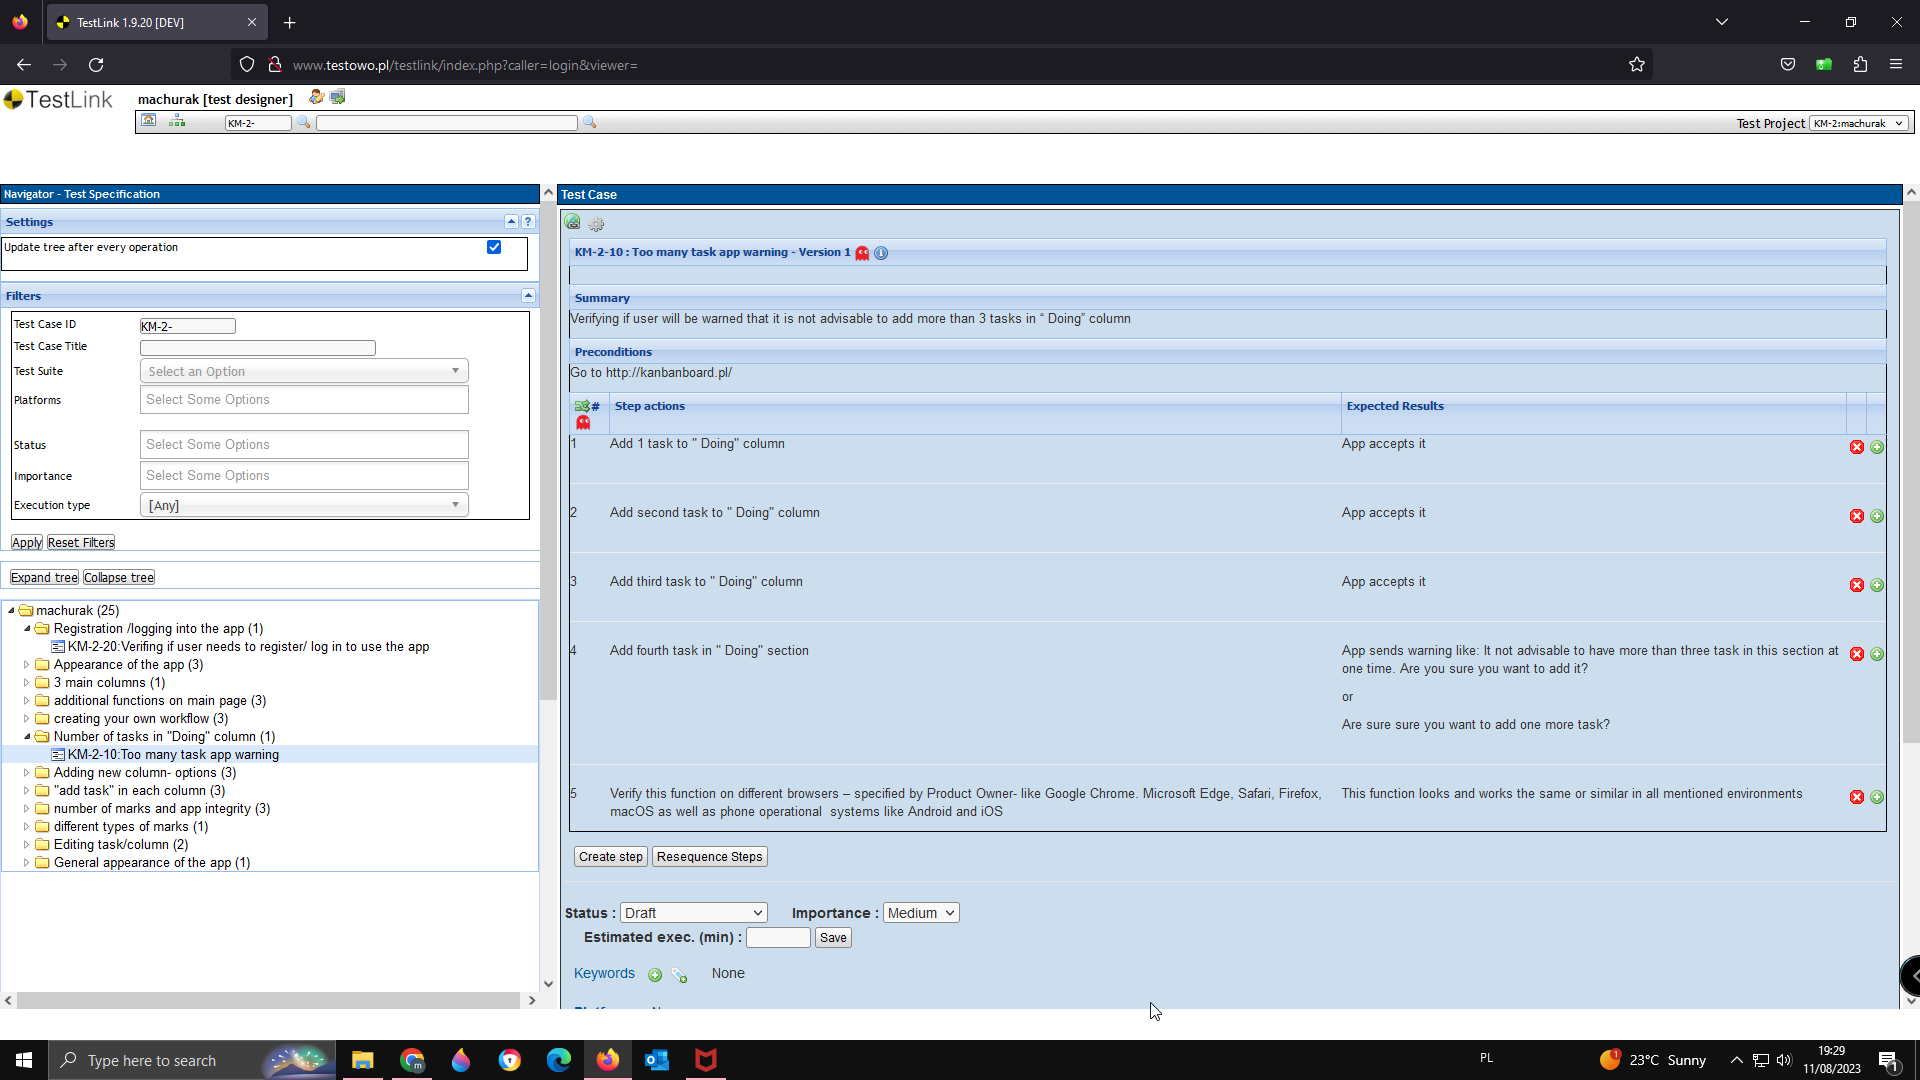 TestLink 1.9.20 [DEV]
www.testowo.pl/testlink/index.php?caller=login&viewer=
TestLink
machurak [test designer]
KM-2-
Test Project KM-2:machurak
Navigator - Test Specification
Settings
Update tree after every operation
Filters
Test Case ID KM-2-
Test Case Title
Test Suite Select an Option
Platforms Select Some Options
Status Select Some Options
Importance Select Some Options
Execution type [Any]
Apply Reset Filters
Expand tree Collapse tree
machurak (25)
Registration /logging into the app (1)
KM-2-20:Verifing if user needs to register/ log in to use the app
Appearance of the app (3)
3 main columns (1)
additional functions on main page (3)
creating your own workflow (3)
Number of tasks in "Doing" column (1)
KM-2-10:Too many task app warning
Adding new column- options (3)
"add task" in each column (3)
number of marks and app integrity (3)
different types of marks (1)
Editing task/column (2)
General appearance of the app (1)
Test Case
KM-2-10 : Too many task app warning - Version 1
Summary
Verifying if user will be warned that it is not advisable to add more than 3 tasks in “ Doing” column
Preconditions
Go to http://kanbanboard.pl/
# Step actions Expected Results
1 Add 1 task to " Doing" column App accepts it
2 Add second task to " Doing" column App accepts it
3 Add third task to " Doing" column App accepts it
4 Add fourth task in " Doing" section App sends warning like: It not advisable to have more than three task in this section at
one time. Are you sure you want to add it?
or
Are sure sure you want to add one more task?
5 Verify this function on different browsers – specified by Product Owner- like Google Chrome. Microsoft Edge, Safari, Firefox, This function looks and works the same or similar in all mentioned environments
macOS as well as phone operational  systems like Android and iOS
Create step Resequence Steps
Status : Draft Importance : Medium
Estimated exec. (min) : Save
Keywords None
Type here to search
m
PL
1
23°C Sunny
19:29
11/08/2023
1